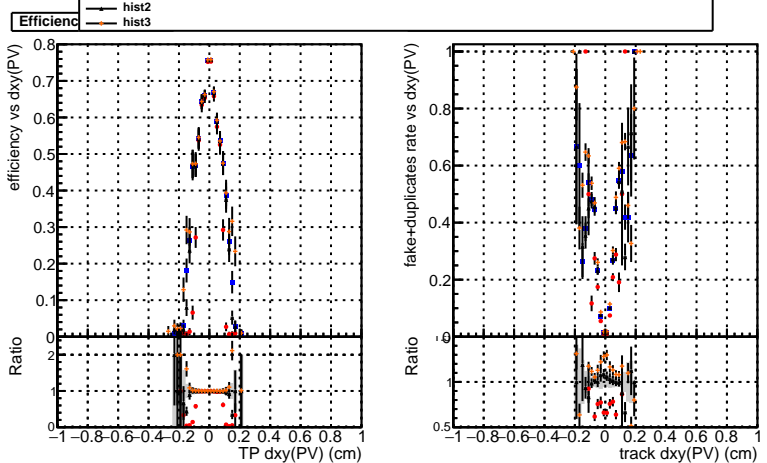 hist2
Efficienc hist3
efficiency vs dxy(PV)
0.8
0.7
0.6
0.5
0.4
0.3
0.2
0.1
0
Ratio
2
1
0
−1 −0.8 −0.6 −0.4 −0.2 0 0.2 0.4 0.6 0.8 1
TP dxy(PV) (cm)
fake+duplicates rate vs dxy(PV)
1
0.8
0.6
0.4
0.2
Ratio
1
0.5
−1 −0.8 −0.6 −0.4 −0.2 0 0.2 0.4 0.6 0.8 1
track dxy(PV) (cm)